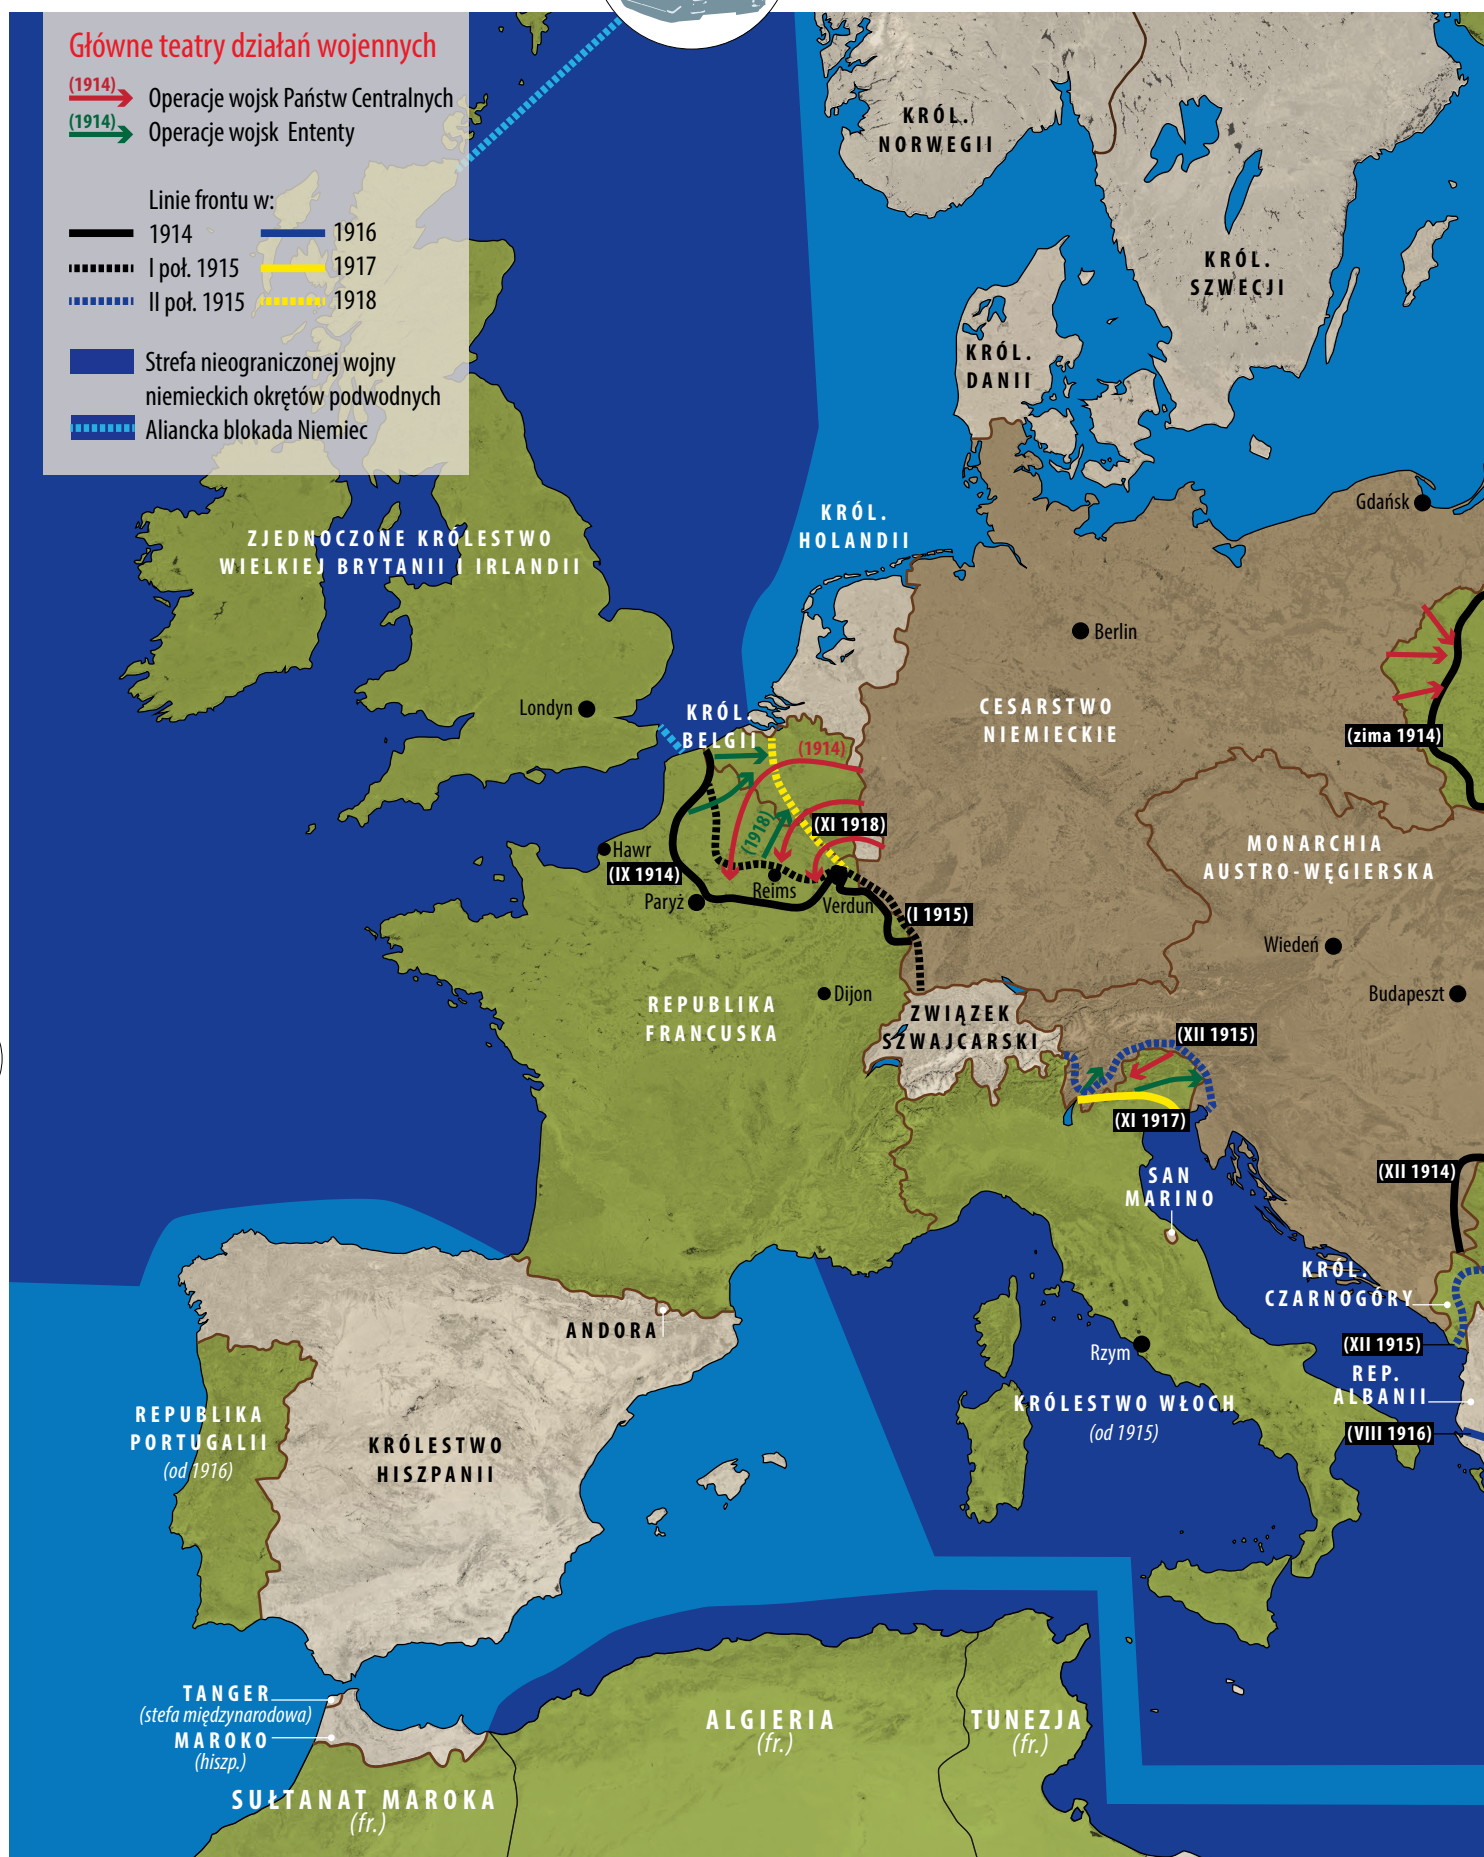 Główne teatry działań wojennych
(1914)
Operacje wojsk Państw Centralnych
(1914)
Operacje wojsk Ententy
Linie frontu w:
1914
1916
I poł. 1915
1917
II poł. 1915
1918
Strefa nieograniczonej wojny
niemieckich okrętów podwodnych
Aliancka blokada Niemiec
KRÓL.
NORWEGII
KRÓL.
SZWECJI
KRÓL.
DANII
Gdańsk
KRÓL.
HOLANDII
ZJEDNOCZONE KRÓLESTWO
WIELKIEJ BRYTANII I IRLANDII
Berlin
Londyn
KRÓL.
BELGII
CESARSTWO
NIEMIECKIE
(zima 1914)
(1914)
(1918)
(XI 1918)
MONARCHIA
AUSTRO-WĘGIERSKA
Hawr
(IX 1914)
Reims
Paryż
Verdun
(I 1915)
Wiedeń
Budapeszt
Dijon
REPUBLIKA
FRANCUSKA
ZWIĄZEK
SZWAJCARSKI
(XII 1915)
(XI 1917)
SAN
MARINO
(XII 1914)
KRÓL.
CZARNOGÓRY
ANDORA
Rzym
(XII 1915)
REP.
ALBANII
KRÓLESTWO WŁOCH
(od 1915)
(VIII 1916)
REPUBLIKA
PORTUGALII
(od 1916)
KRÓLESTWO
HISZPANII
TANGER
(stefa międzynarodowa)
MAROKO
(hiszp.)
ALGIERIA
(fr.)
TUNEZJA
(fr.)
SUŁTANAT MAROKA
(fr.)